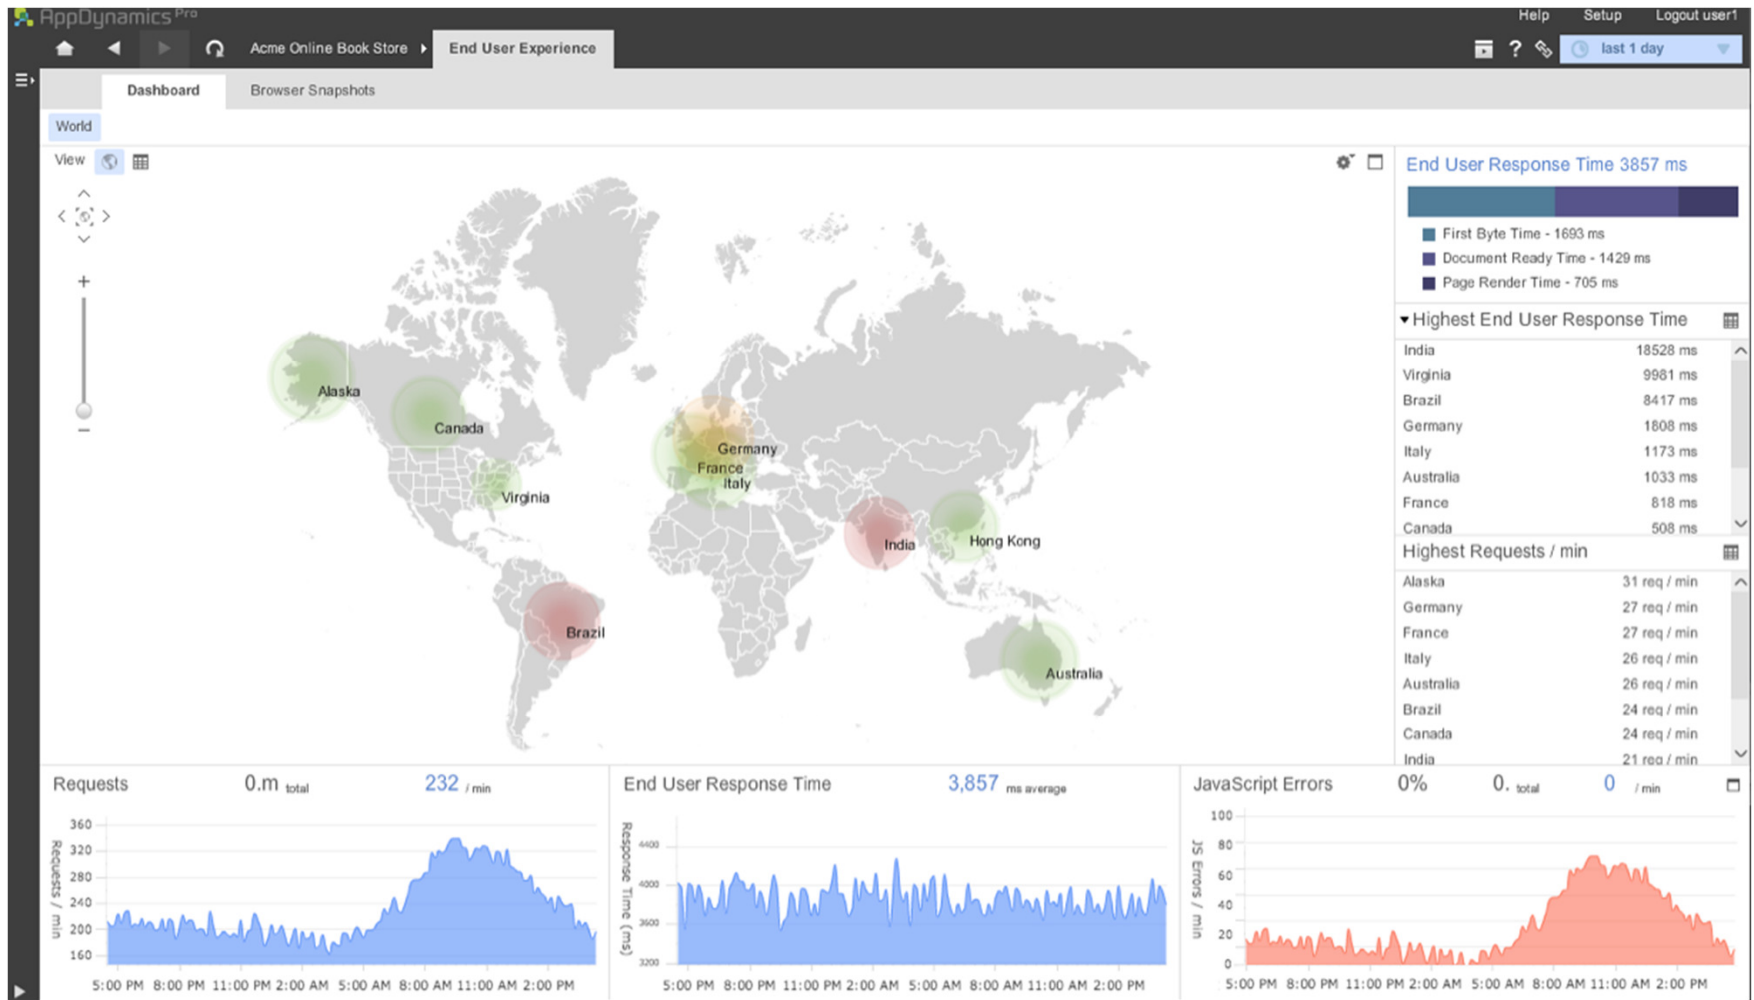 AppDynamics Pro
Help Setup Logout user1
Acme Online Book Store End User Experience
? last 1 day
Dashboard Browser Snapshots
World
View
End User Response Time 3857 ms
First Byte Time - 1693 ms
Document Ready Time - 1429 ms
Page Render Time - 705 ms
Highest End User Response Time
India 18528 ms
Virginia 9981 ms
Brazil 8417 ms
Germany 1808 ms
Italy 1173 ms
Australia 1033 ms
France 818 ms
Canada 508 ms
Highest Requests / min
Alaska 31 req / min
Germany 27 req / min
France 27 req / min
Italy 26 req / min
Australia 26 req / min
Brazil 24 req / min
Canada 24 req / min
India 21 req / min
Alaska
Canada
Virginia
Germany
France
Italy
India
Hong Kong
Brazil
Australia
Requests 0.m total 232 / min
360
320
280
240
200
160
Requests / min
5:00 PM 8:00 PM 11:00 PM 2:00 AM 5:00 AM 8:00 AM 11:00 AM 2:00 PM
End User Response Time 3,857 ms average
4400
4000
3600
3200
Response Time (ms)
5:00 PM 8:00 PM 11:00 PM 2:00 AM 5:00 AM 8:00 AM 11:00 AM 2:00 PM
JavaScript Errors 0% 0. total 0 / min
100
80
60
40
20
0
JS Errors / min
5:00 PM 8:00 PM 11:00 PM 2:00 AM 5:00 AM 8:00 AM 11:00 AM 2:00 PM